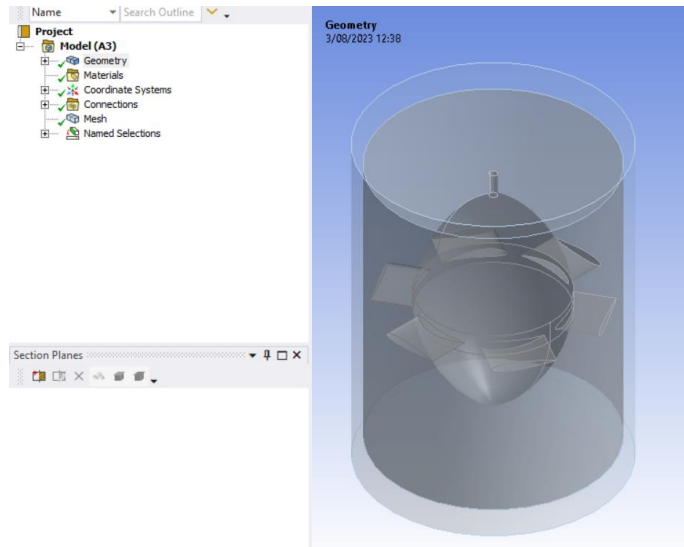 Name
Search Outline
Project
Model (A3)
Geometry
Materials
Coordinate Systems
Connections
Mesh
Named Selections
Section Planes
Geometry
3/08/2023 12:38